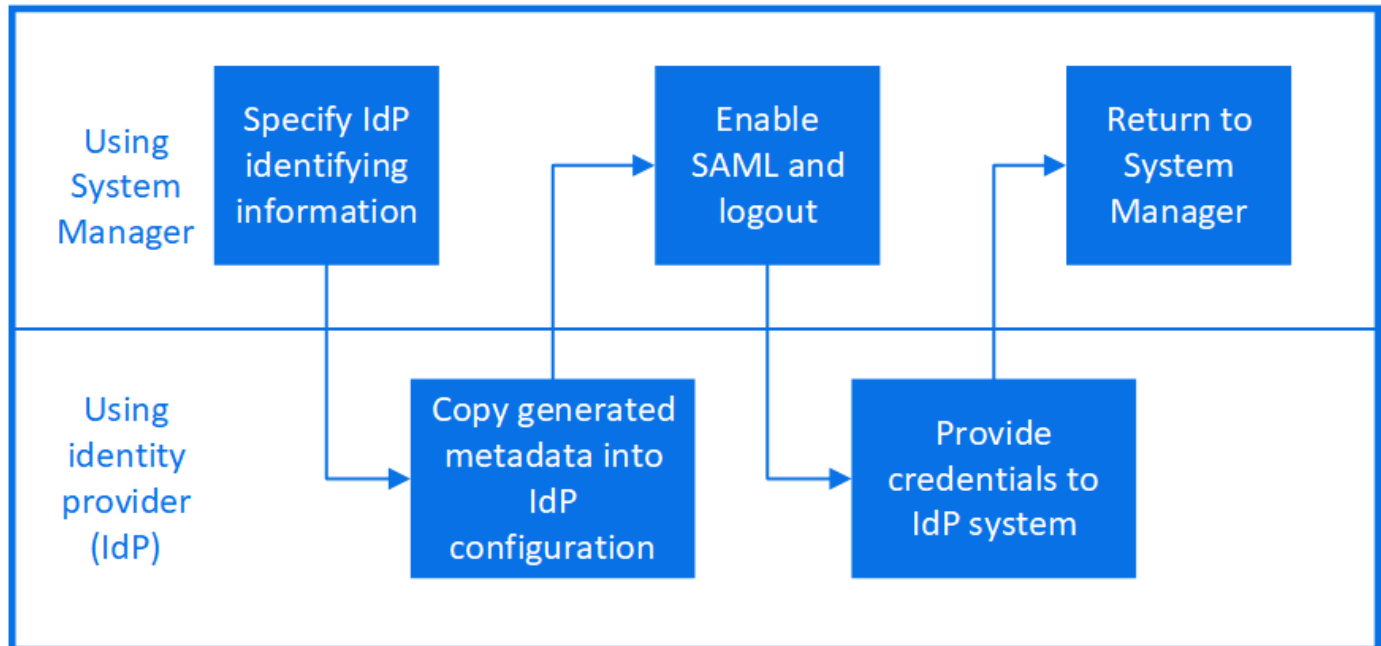 Using
System
Manager
Specify IdP
identifying
information
Enable
SAML and
logout
Return to
System
Manager
Using
identity
provider
(IdP)
Copy generated
metadata into
IdP
configuration
Provide
credentials to
IdP system